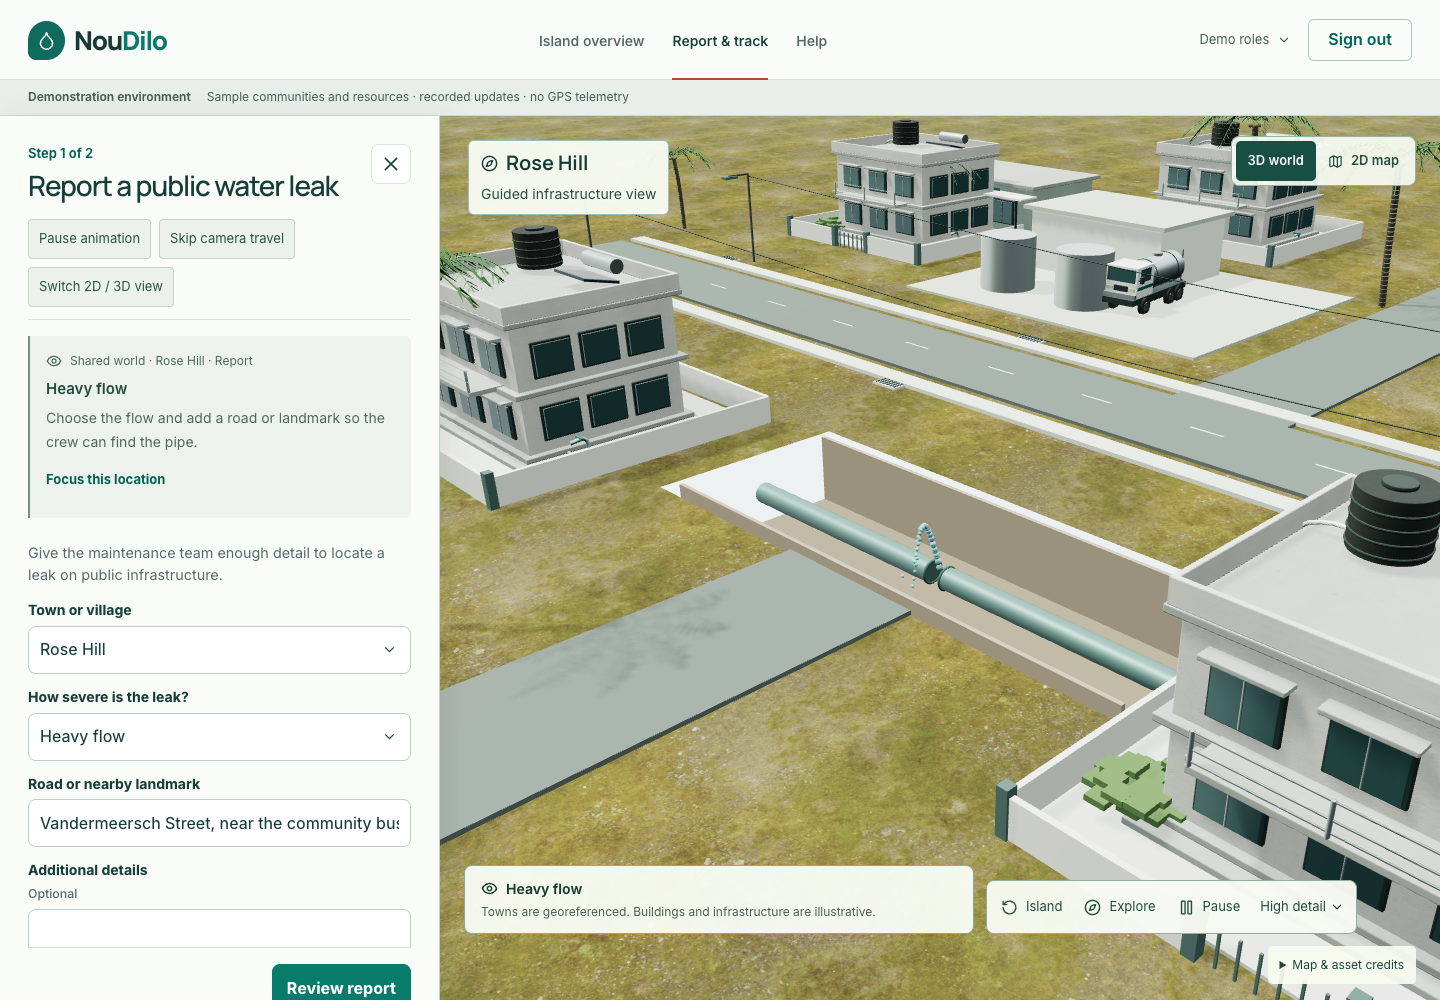 NouDilo
Island overview
Report & track
Help
Demo roles
Sign out
Demonstration environment
Sample communities and resources · recorded updates · no GPS telemetry
Step 1 of 2
Report a public water leak
Pause animation
Skip camera travel
Switch 2D / 3D view
Shared world · Rose Hill · Report
Heavy flow
Choose the flow and add a road or landmark so the
crew can find the pipe.
Focus this location
Give the maintenance team enough detail to locate a
leak on public infrastructure.
Town or village
Rose Hill
How severe is the leak?
Heavy flow
Road or nearby landmark
Vandermeersch Street, near the community bus
Additional details
Optional
Review report
Rose Hill
Guided infrastructure view
3D world
2D map
Heavy flow
Towns are georeferenced. Buildings and infrastructure are illustrative.
Island
Explore
Pause
High detail
Map & asset credits